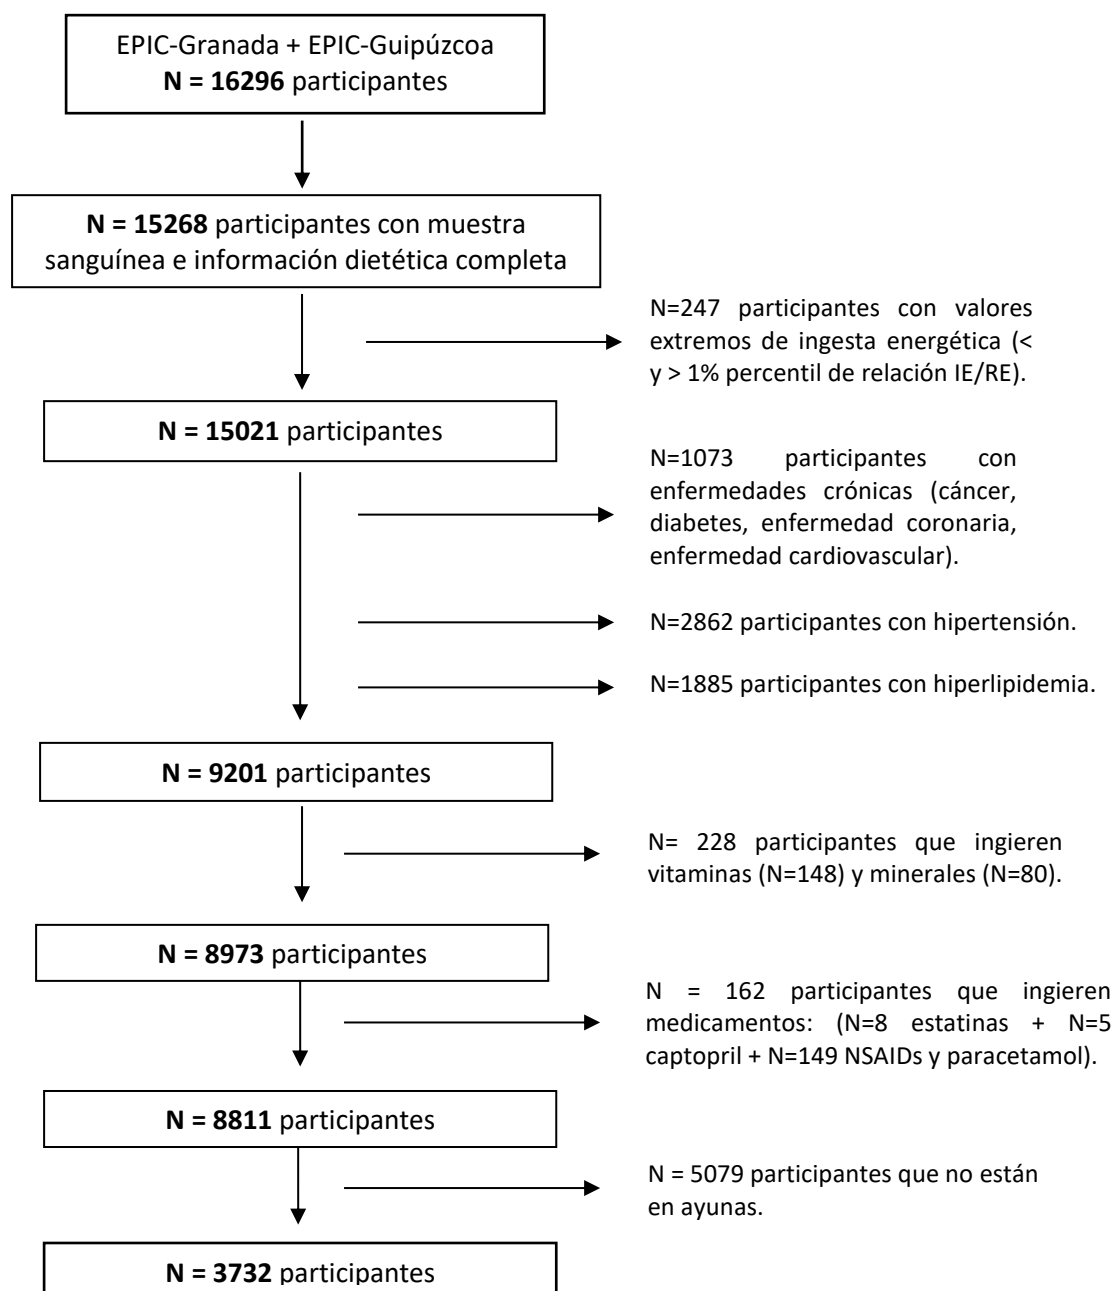 EPIC-Granada + EPIC-Guipúzcoa
N = 16296 participantes
N = 15268 participantes con muestra
sanguínea e información dietética completa
N=247 participantes con valores
extremos de ingesta energética (<
y > 1% percentil de relación IE/RE).
N = 15021 participantes
N=1073 participantes con
enfermedades crónicas (cáncer,
diabetes, enfermedad coronaria,
enfermedad cardiovascular).
N=2862 participantes con hipertensión.
N=1885 participantes con hiperlipidemia.
N = 9201 participantes
N= 228 participantes que ingieren
vitaminas (N=148) y minerales (N=80).
N = 8973 participantes
N = 162 participantes que ingieren
medicamentos: (N=8 estatinas + N=5
captopril + N=149 NSAIDs y paracetamol).
N = 8811 participantes
N = 5079 participantes que no están
en ayunas.
N = 3732 participantes